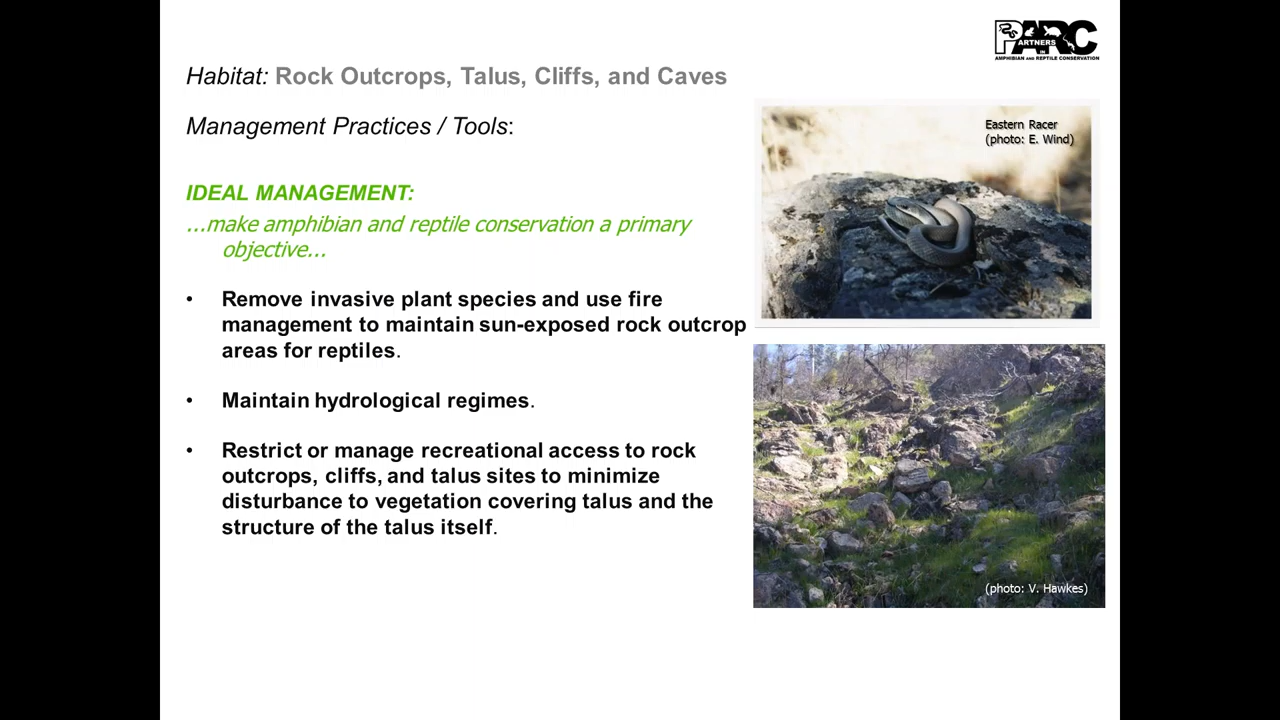 PARC
PARTNERS
IN
AMPHIBIAN AND REPTILE CONSERVATION
Habitat: Rock Outcrops, Talus, Cliffs, and Caves
Management Practices / Tools:
IDEAL MANAGEMENT:
...make amphibian and reptile conservation a primary
objective...
• Remove invasive plant species and use fire
management to maintain sun-exposed rock outcrop
areas for reptiles.
• Maintain hydrological regimes.
• Restrict or manage recreational access to rock
outcrops, cliffs, and talus sites to minimize
disturbance to vegetation covering talus and the
structure of the talus itself.
Eastern Racer
(photo: E. Wind)
(photo: V. Hawkes)